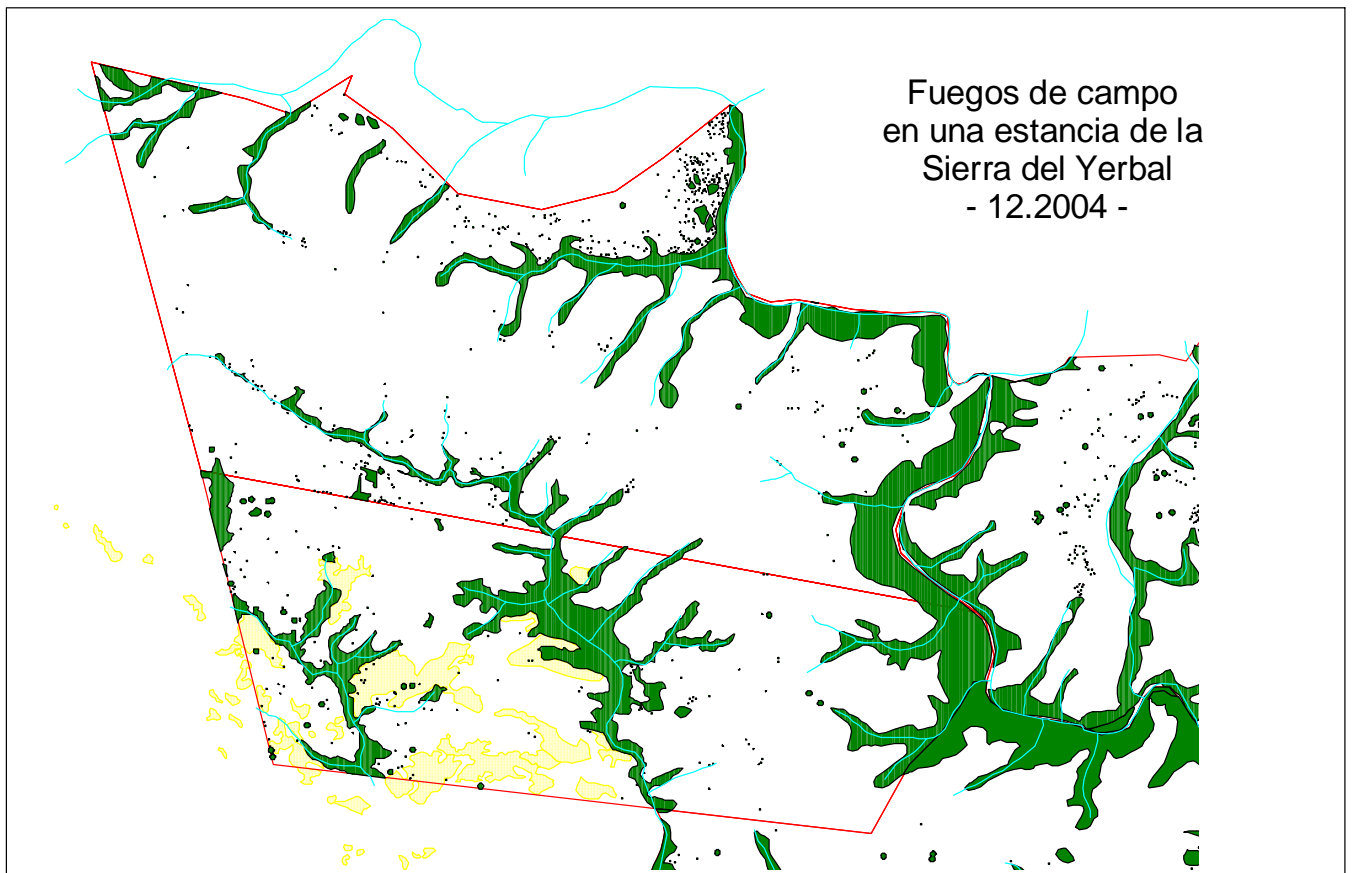 Fuegos de campo
en una estancia de la
Sierra del Yerbal
- 12.2004 -